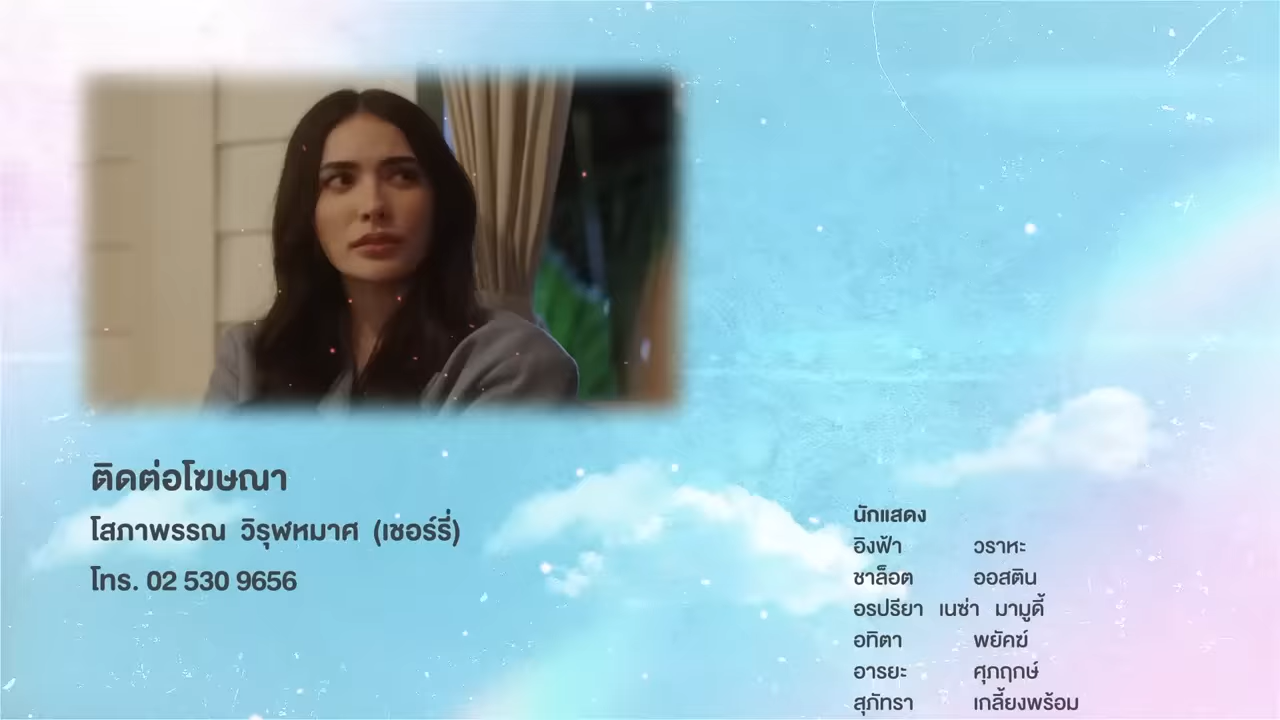 ติดต่อโฆษณา
โสภาพรรณ วิรุฬหมาศ (เชอร์รี่)
โทร. 02 530 9656
นักแสดง
อิงฟ้า วราหะ
ชาล็อต ออสติน
อรปรียา เนซ่า มามูดี้
อทิตา พยัคฆ์
อารยะ ศุภฤกษ์
สุภัทรา เกลี้ยงพร้อม